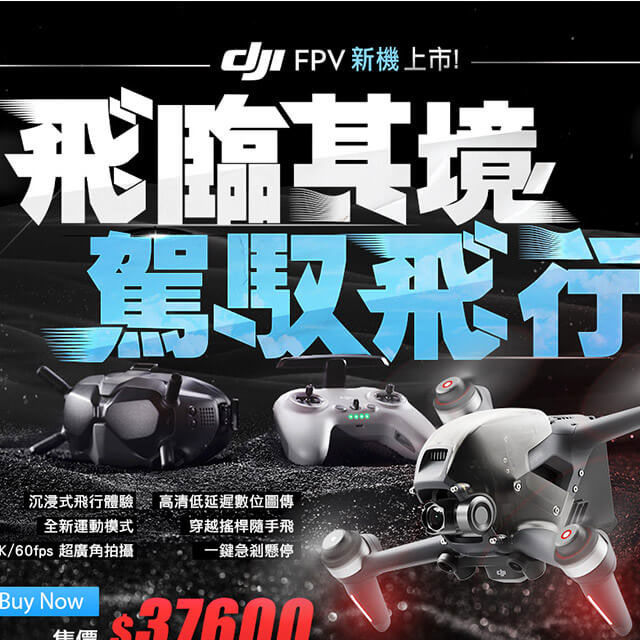 dji FPV 新機上市!
飛臨其境
駕馭飛行
沉浸式飛行體驗 高清低延遲數位圖傳
全新運動模式 穿越搖桿隨手飛
K/60fps 超廣角拍攝 一鍵急剎懸停
Buy Now
售價 $37600